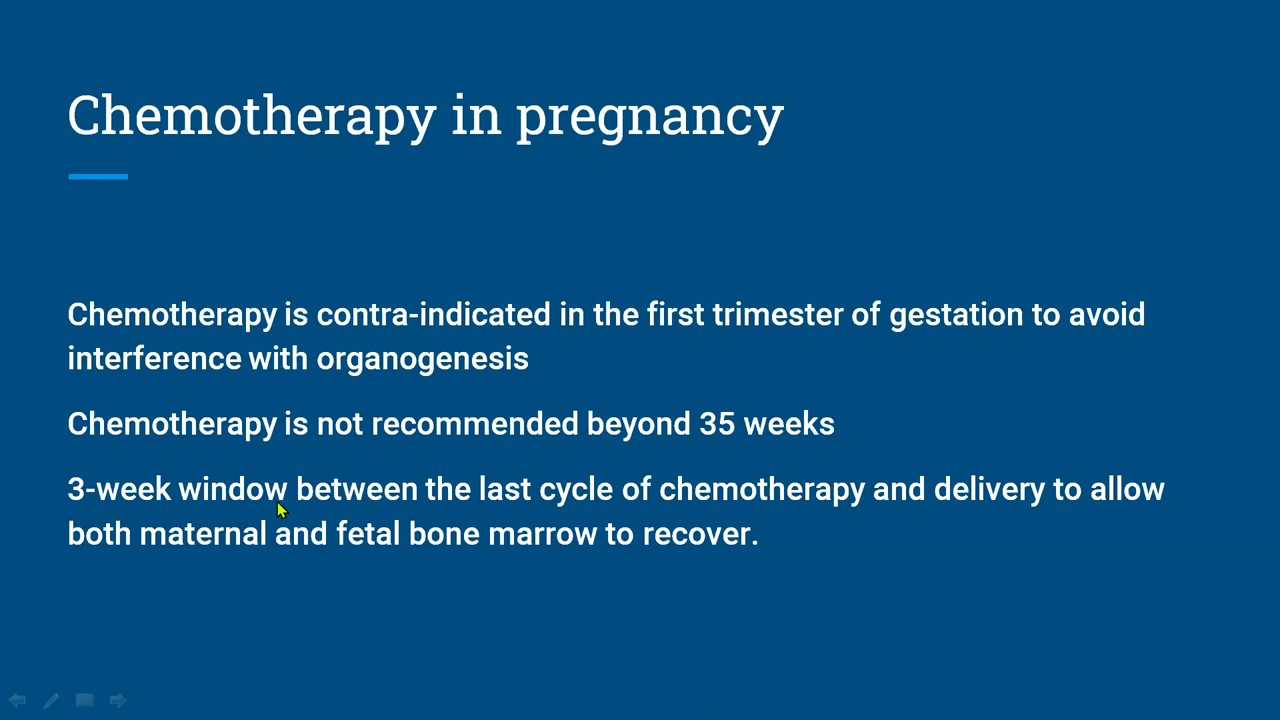 Chemotherapy in pregnancy
Chemotherapy is contra-indicated in the first trimester of gestation to avoid
interference with organogenesis
Chemotherapy is not recommended beyond 35 weeks
3-week window between the last cycle of chemotherapy and delivery to allow
both maternal and fetal bone marrow to recover.